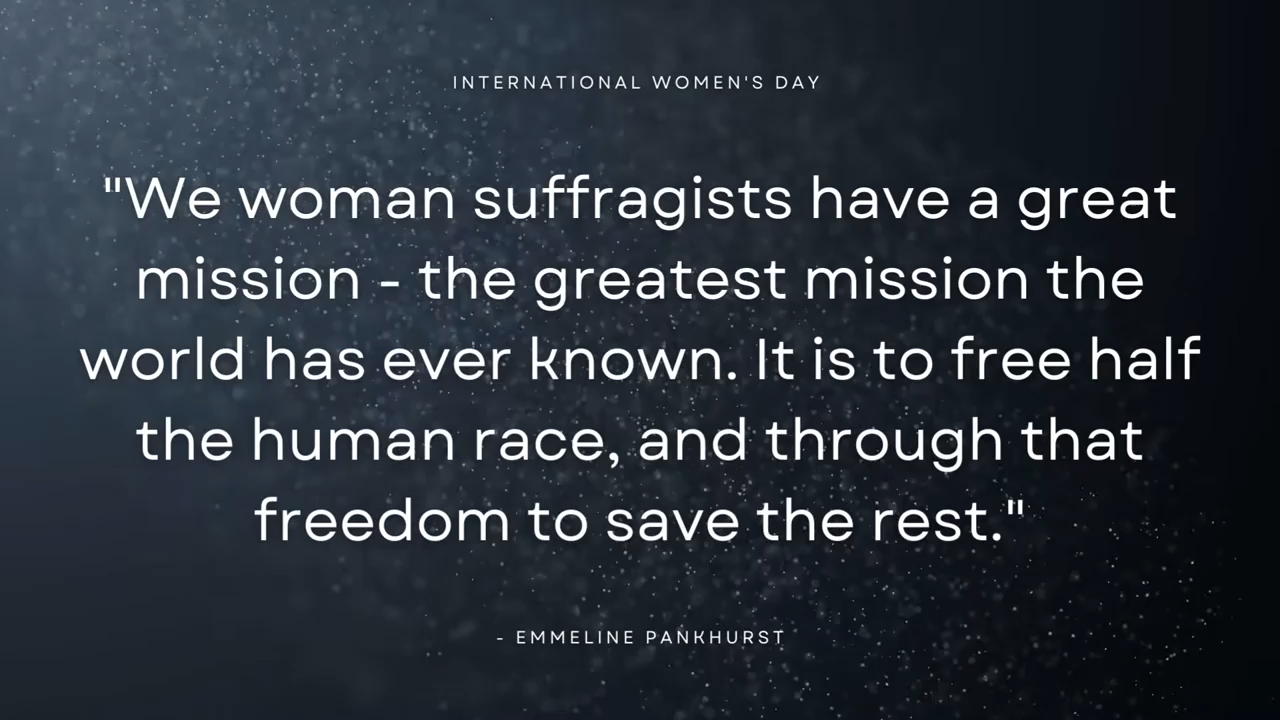 INTERNATIONAL WOMEN'S DAY
"We woman suffragists have a great
mission - the greatest mission the
world has ever known. It is to free half
the human race, and through that
freedom to save the rest."
- EMMELINE PANKHURST